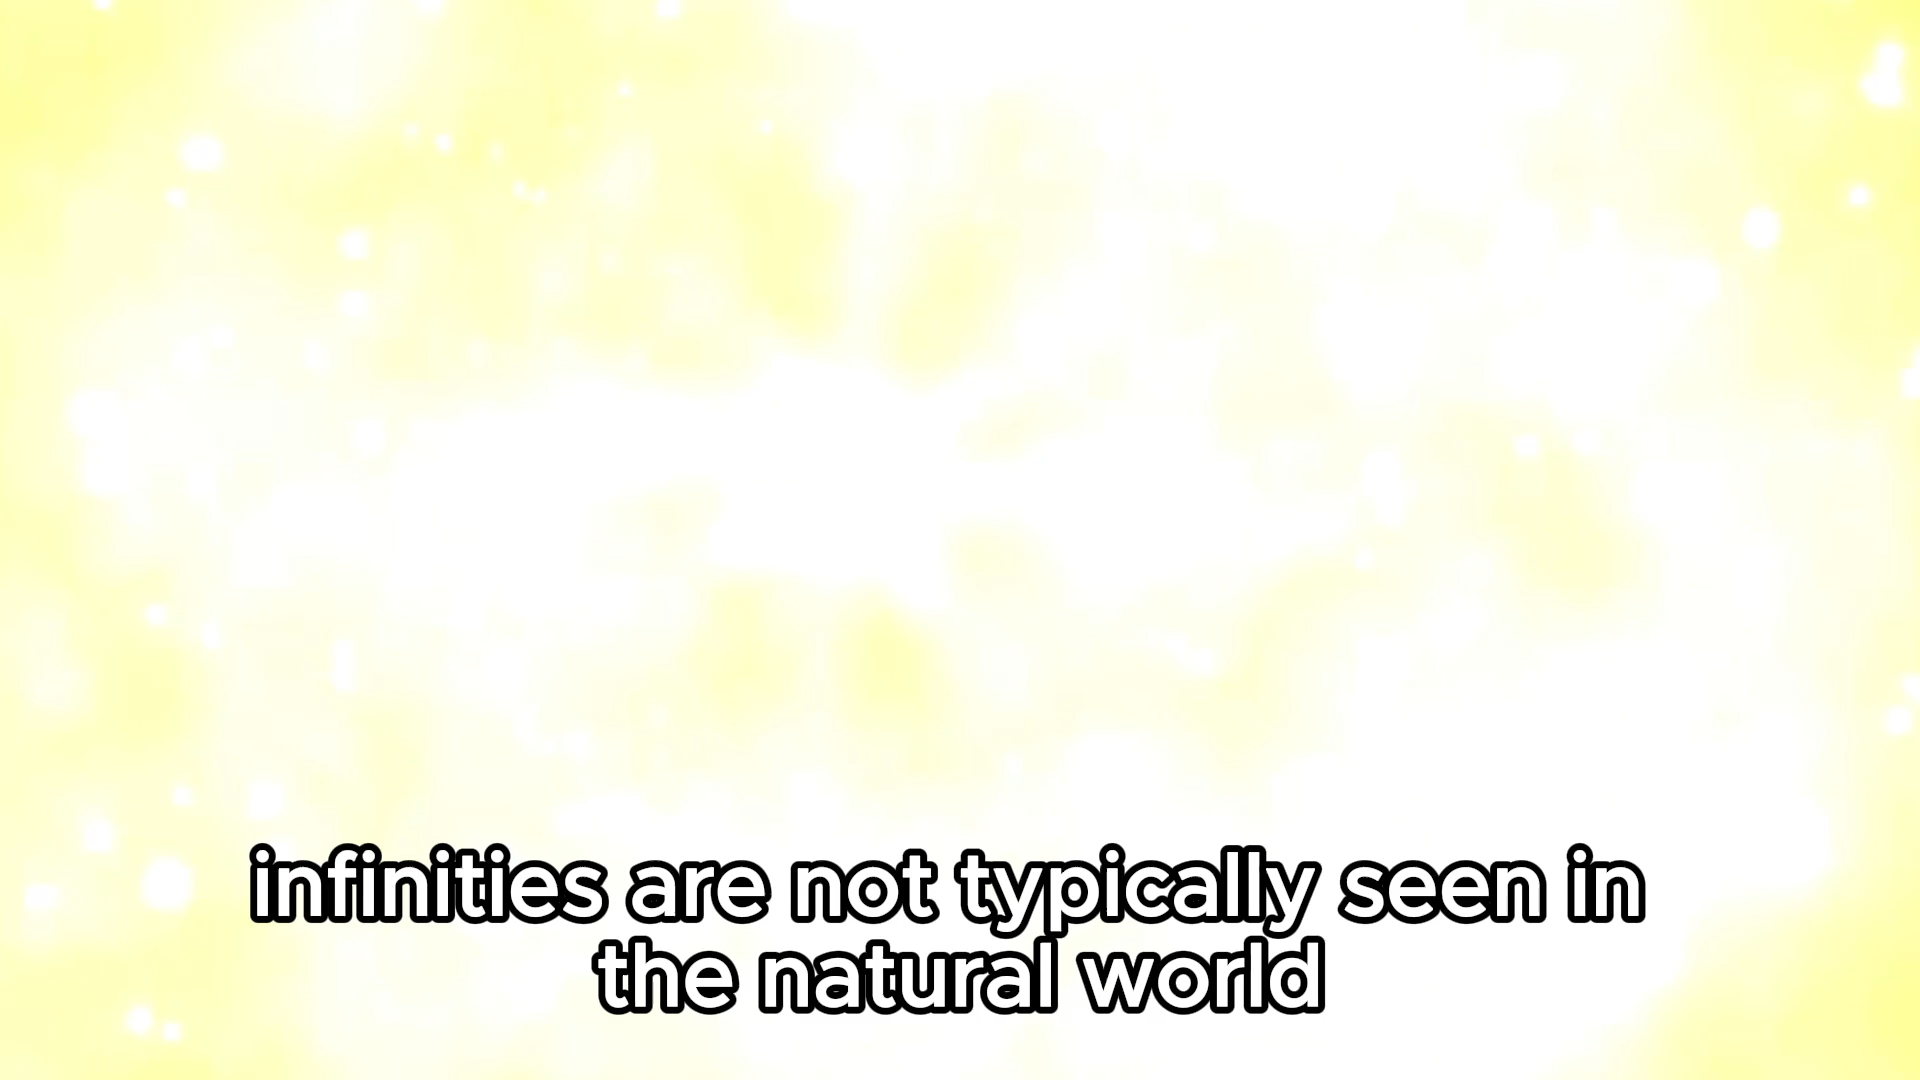 infinities are not typically seen in
the natural world